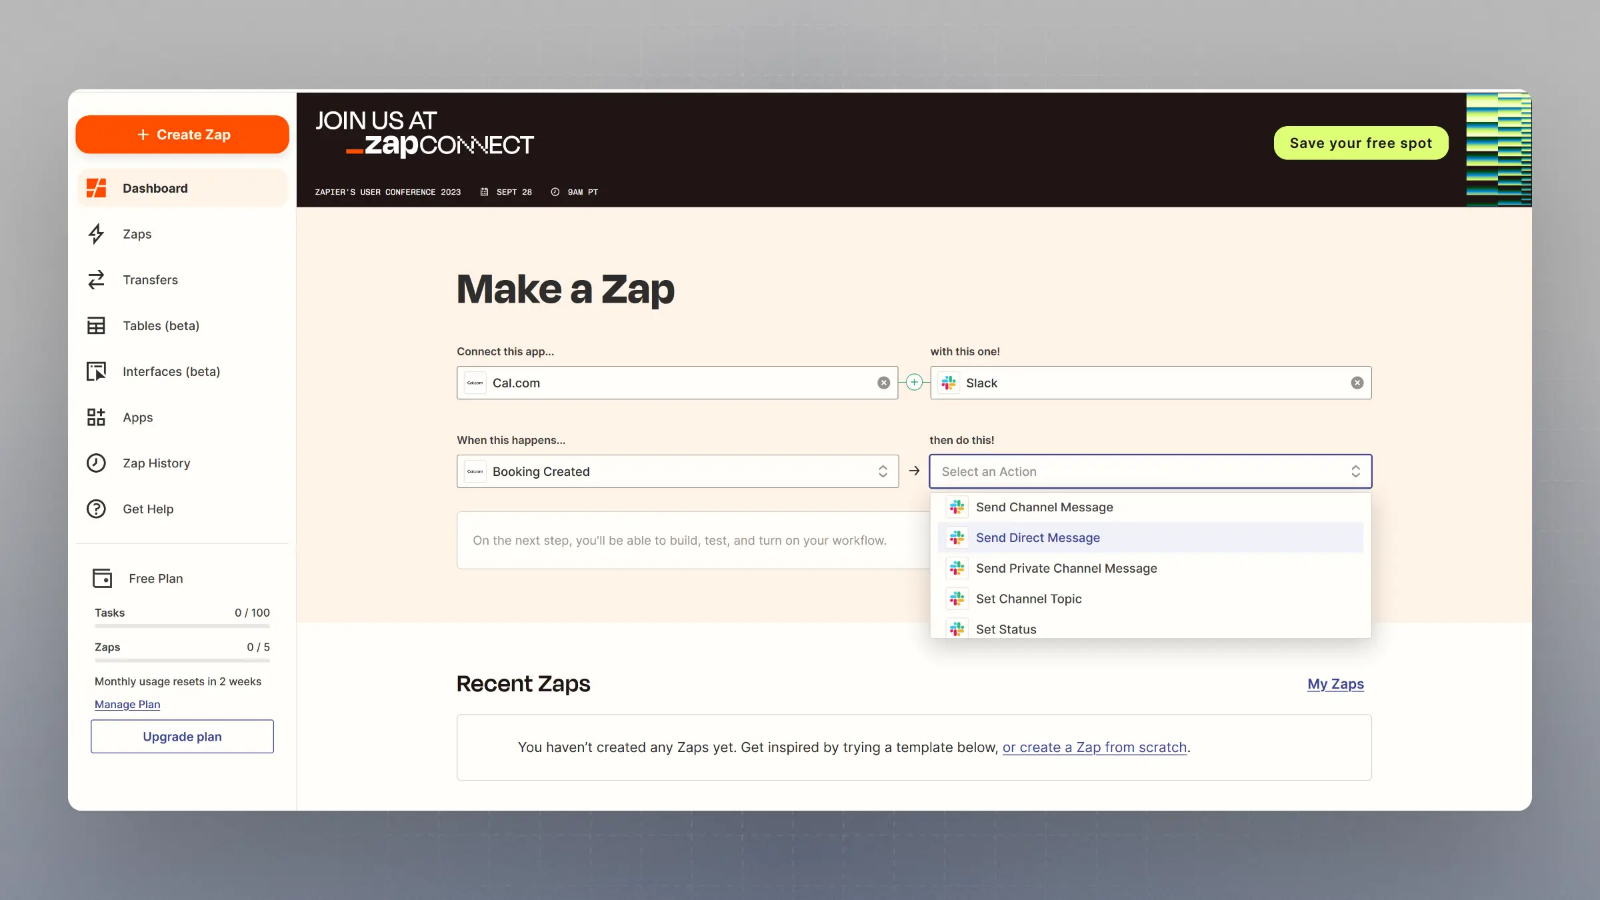 + Create Zap
Dashboard
Zaps
Transfers
Tables (beta)
Interfaces (beta)
Apps
Zap History
Get Help
Free Plan
Tasks 0 / 100
Zaps 0 / 5
Monthly usage resets in 2 weeks
Manage Plan
Upgrade plan
JOIN US AT
_zapCONNECT
ZAPIER'S USER CONFERENCE 2023 SEPT 28 9AM PT
Save your free spot
Make a Zap
Connect this app... with this one!
Cal.com Cal.com Slack
When this happens... then do this!
Cal.com Booking Created Select an Action
On the next step, you'll be able to build, test, and turn on your workflow.
Send Channel Message
Send Direct Message
Send Private Channel Message
Set Channel Topic
Set Status
Recent Zaps My Zaps
You haven't created any Zaps yet. Get inspired by trying a template below, or create a Zap from scratch.